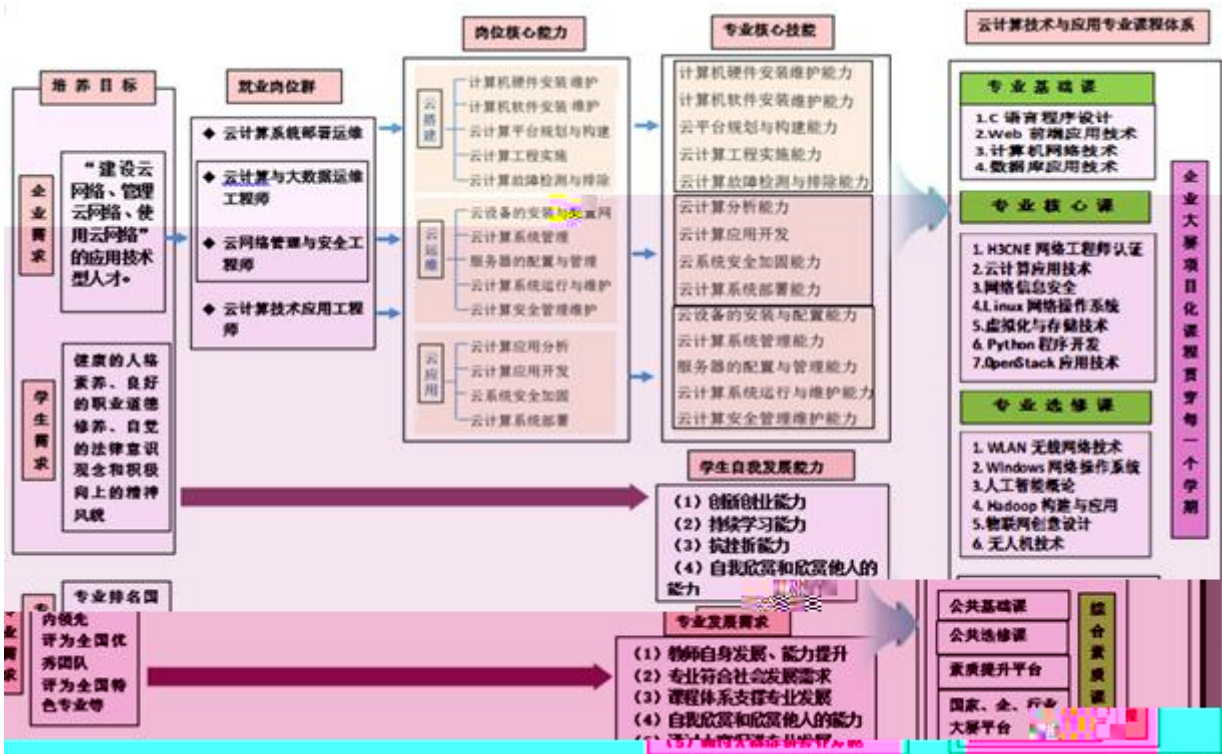 培养目标
企业需求
“建设云
网络、管理
云网络、使
用云网络”
的应用技术
型人才。
学生需求
健康的人格
素养、良好
的职业道德
修养、自觉
的法律意识
观念和积极
向上的精神
风貌
专业需求
专业排名国
内领先
评为全国优
秀团队
评为全国特
色专业等
就业岗位群
◆ 云计算系统部署运维
◆ 云计算与大数据运维
工程师
◆ 云网络管理与安全工
程师
◆ 云计算技术应用工程
师
岗位核心能力
云搭建
计算机硬件安装维护
计算机软件安装维护
云计算平台规划与构建
云计算工程实施
云计算故障检测与排除
云运维
云设备的安装与配置网
云计算系统管理
服务器的配置与管理
云计算系统运行与维护
云计算安全管理维护
云应用
云计算应用分析
云计算应用开发
云系统安全加固
云计算系统部署
专业核心技能
计算机硬件安装维护能力
计算机软件安装维护能力
云平台规划与构建能力
云计算工程实施能力
云计算故障检测与排除能力
云计算分析能力
云计算应用开发
云系统安全加固能力
云计算系统部署能力
云设备的安装与配置能力
云计算系统管理能力
服务器的配置与管理能力
云计算系统运行与维护能力
云计算安全管理维护能力
学生自我发展能力
(1) 创新创业能力
(2) 持续学习能力
(3) 抗挫折能力
(4) 自我欣赏和欣赏他人的
能力
专业发展需求
(1) 教师自身发展、能力提升
(2) 专业符合社会发展需求
(3) 课程体系支撑专业发展
(4) 自我欣赏和欣赏他人的能力
云计算技术与应用专业课程体系
专业基础课
1.C 语言程序设计
2.Web 前端应用技术
3.计算机网络技术
4.数据库应用技术
专业核心课
1. H3CNE 网络工程师认证
2.云计算应用技术
3.网络信息安全
4.Linux 网络操作系统
5.虚拟化与存储技术
6. Python 程序开发
7.OpenStack 应用技术
专业选修课
1. WLAN 无线网络技术
2. Windows 网络操作系统
3.人工智能概论
4. Hadoop 构建与应用
5.物联网创意设计
6. 无人机技术
企业大赛项目化课程贯穿每一个学期
公共基础课
公共选修课
素质提升平台
国家、企、行业
大赛平台
综合素质课